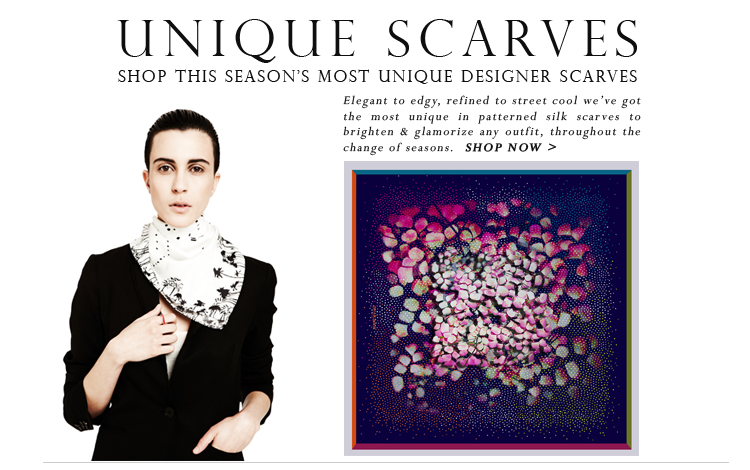 UNIQUE SCARVES
SHOP THIS SEASON'S MOST UNIQUE DESIGNER SCARVES
Elegant to edgy, refined to street cool we've got
the most unique in patterned silk scarves to
brighten & glamorize any outfit, throughout the
change of seasons. SHOP NOW >